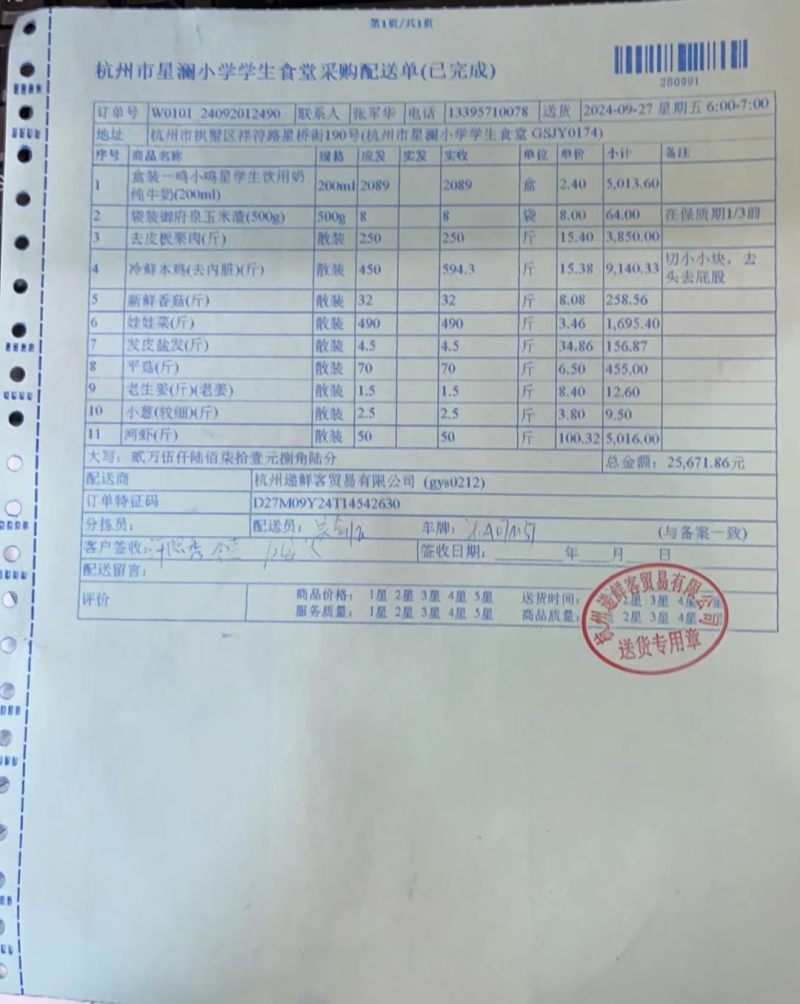 第1页/共1页
杭州市星澜小学学生食堂采购配送单(已完成)
260991
订单号 W0101_24092012490 联系人 张军华 电话 13395710078 送货 2024-09-27 星期五 6:00-7:00
地址 杭州市拱墅区祥符路星桥街190号(杭州市星澜小学学生食堂 GSJY0174)
序号 商品名称 规格 应发 实发 实收 单位 单价 小计 备注
1 盒装一鸣小鸣星学生饮用奶纯牛奶(200ml) 200ml 2089 2089 盒 2.40 5,013.60
2 袋装御府泉玉米渣(500g) 500g 8 8 袋 8.00 64.00 在保质期1/3前
3 去皮板栗肉(斤) 散装 250 250 斤 15.40 3,850.00
4 冷鲜本鸡(去内脏)(斤) 散装 450 594.3 斤 15.38 9,140.33 切小小块，去头去屁股
5 新鲜香菇(斤) 散装 32 32 斤 8.08 258.56
6 娃娃菜(斤) 散装 490 490 斤 3.46 1,695.40
7 发皮盐发(斤) 散装 4.5 4.5 斤 34.86 156.87
8 平菇(斤) 散装 70 70 斤 6.50 455.00
9 老生姜(斤)(老姜) 散装 1.5 1.5 斤 8.40 12.60
10 小葱(较细)(斤) 散装 2.5 2.5 斤 3.80 9.50
11 河虾(斤) 散装 50 50 斤 100.32 5,016.00
大写：贰万伍仟陆佰柒拾壹元捌角陆分 总金额：25,671.86元
配送商 杭州递鲜客贸易有限公司 (gys0212)
订单特征码 D27M09Y24T14542630
分拣员： 配送员： 车牌： (与备案一致)
客户签收： 签收日期：____年__月__日
配送留言：
评价 商品价格： 1星 2星 3星 4星 5星 送货时间： 2星 3星 4星
服务质量： 1星 2星 3星 4星 5星 商品质量： 2星 3星 4星
杭州递鲜客贸易有限公司
送货专用章